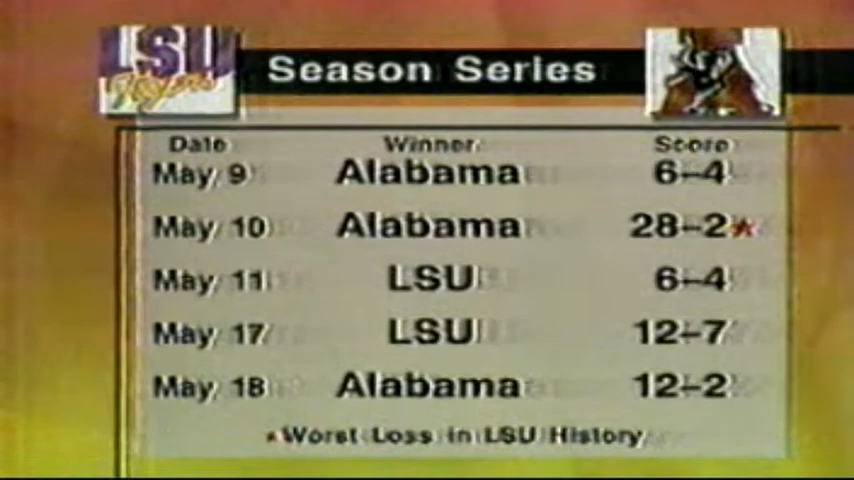 LSU
Tigers
Season Series
Date Winner Score
May 9 Alabama 6-4
May 10 Alabama 28-2*
May 11 LSU 6-4
May 17 LSU 12-7
May 18 Alabama 12-2
*Worst Loss in LSU History